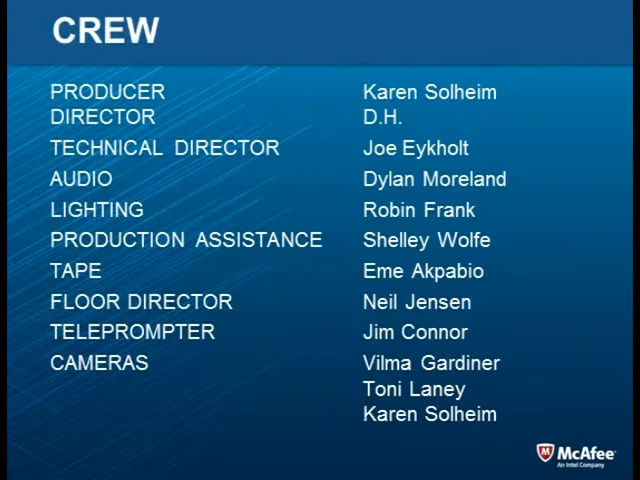 CREW
PRODUCER Karen Solheim
DIRECTOR D.H.
TECHNICAL DIRECTOR Joe Eykholt
AUDIO Dylan Moreland
LIGHTING Robin Frank
PRODUCTION ASSISTANCE Shelley Wolfe
TAPE Eme Akpabio
FLOOR DIRECTOR Neil Jensen
TELEPROMPTER Jim Connor
CAMERAS Vilma Gardiner
Toni Laney
Karen Solheim
McAfee
An Intel Company